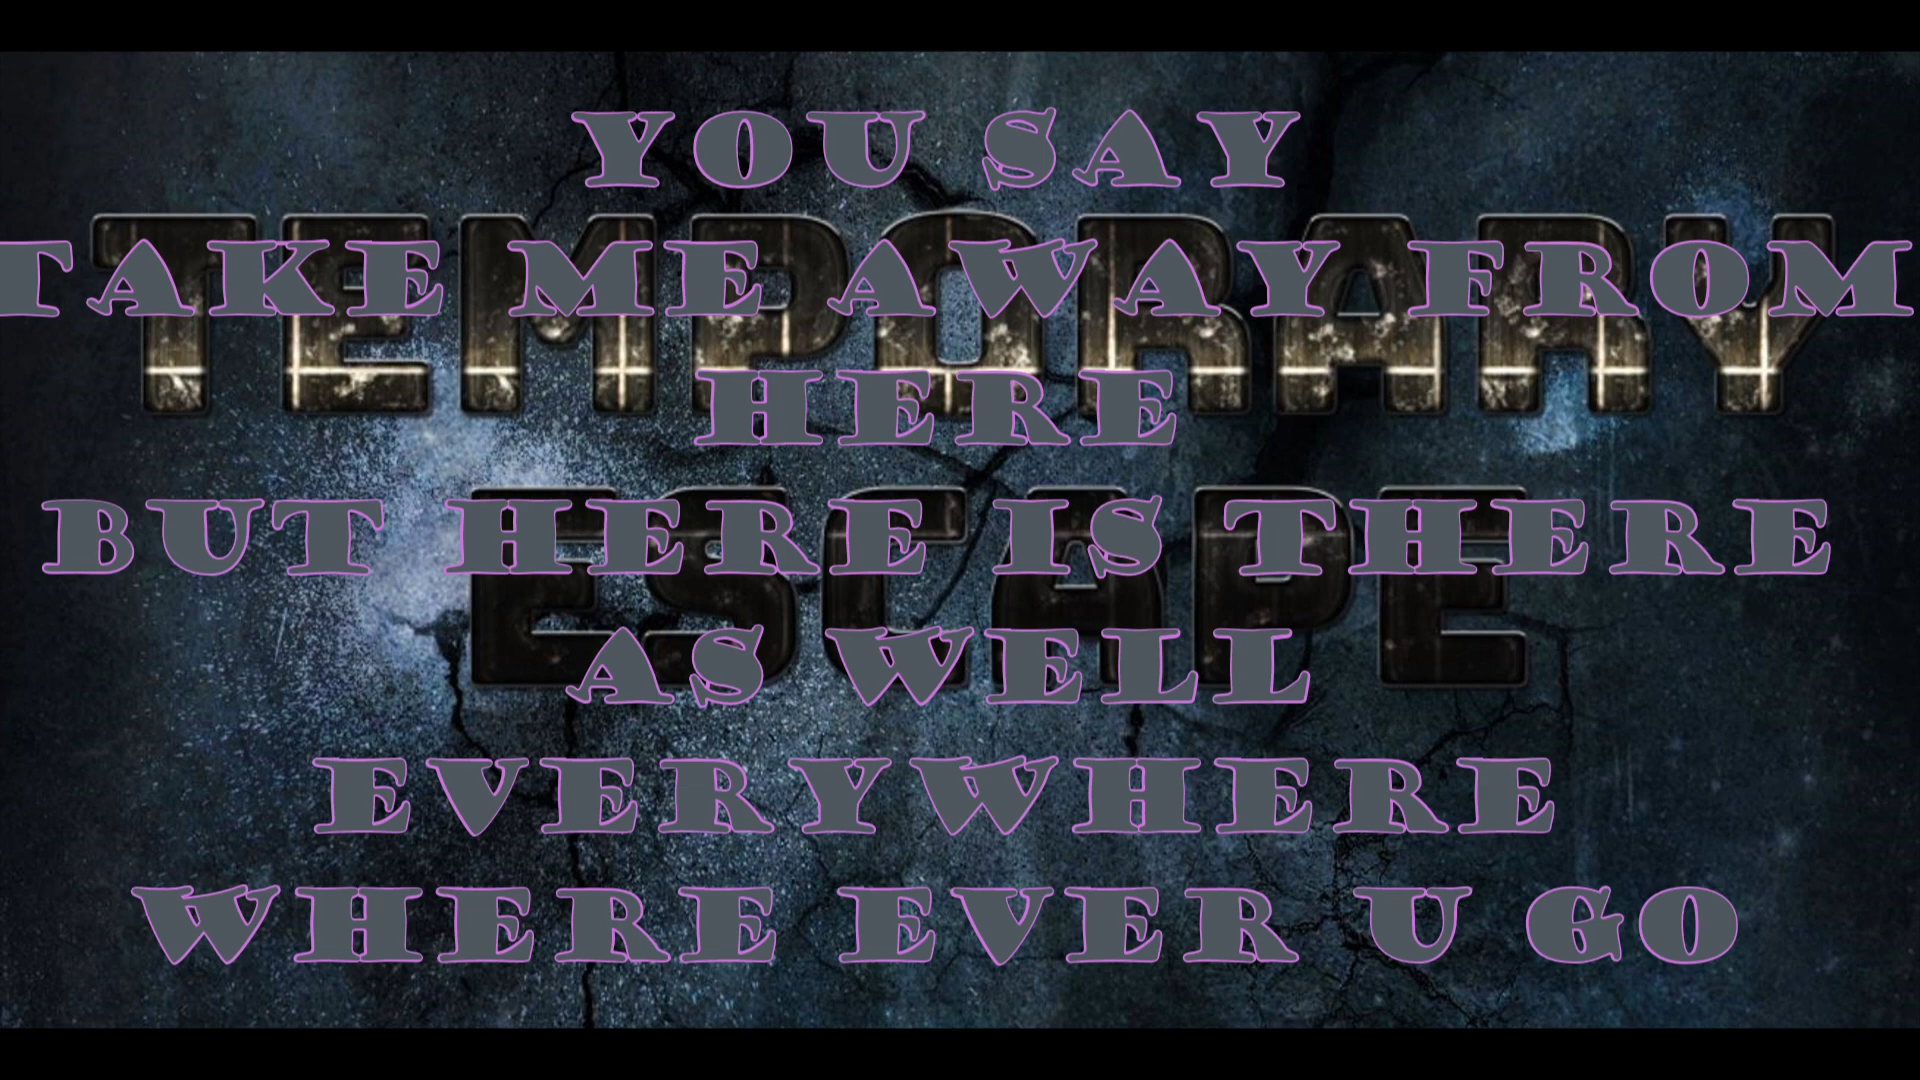 YOU SAY
TEMPORARY
TAKE ME AWAY FROM
HERE
ESCAPE
BUT HERE IS THERE
AS WELL
EVERYWHERE
WHERE EVER U GO